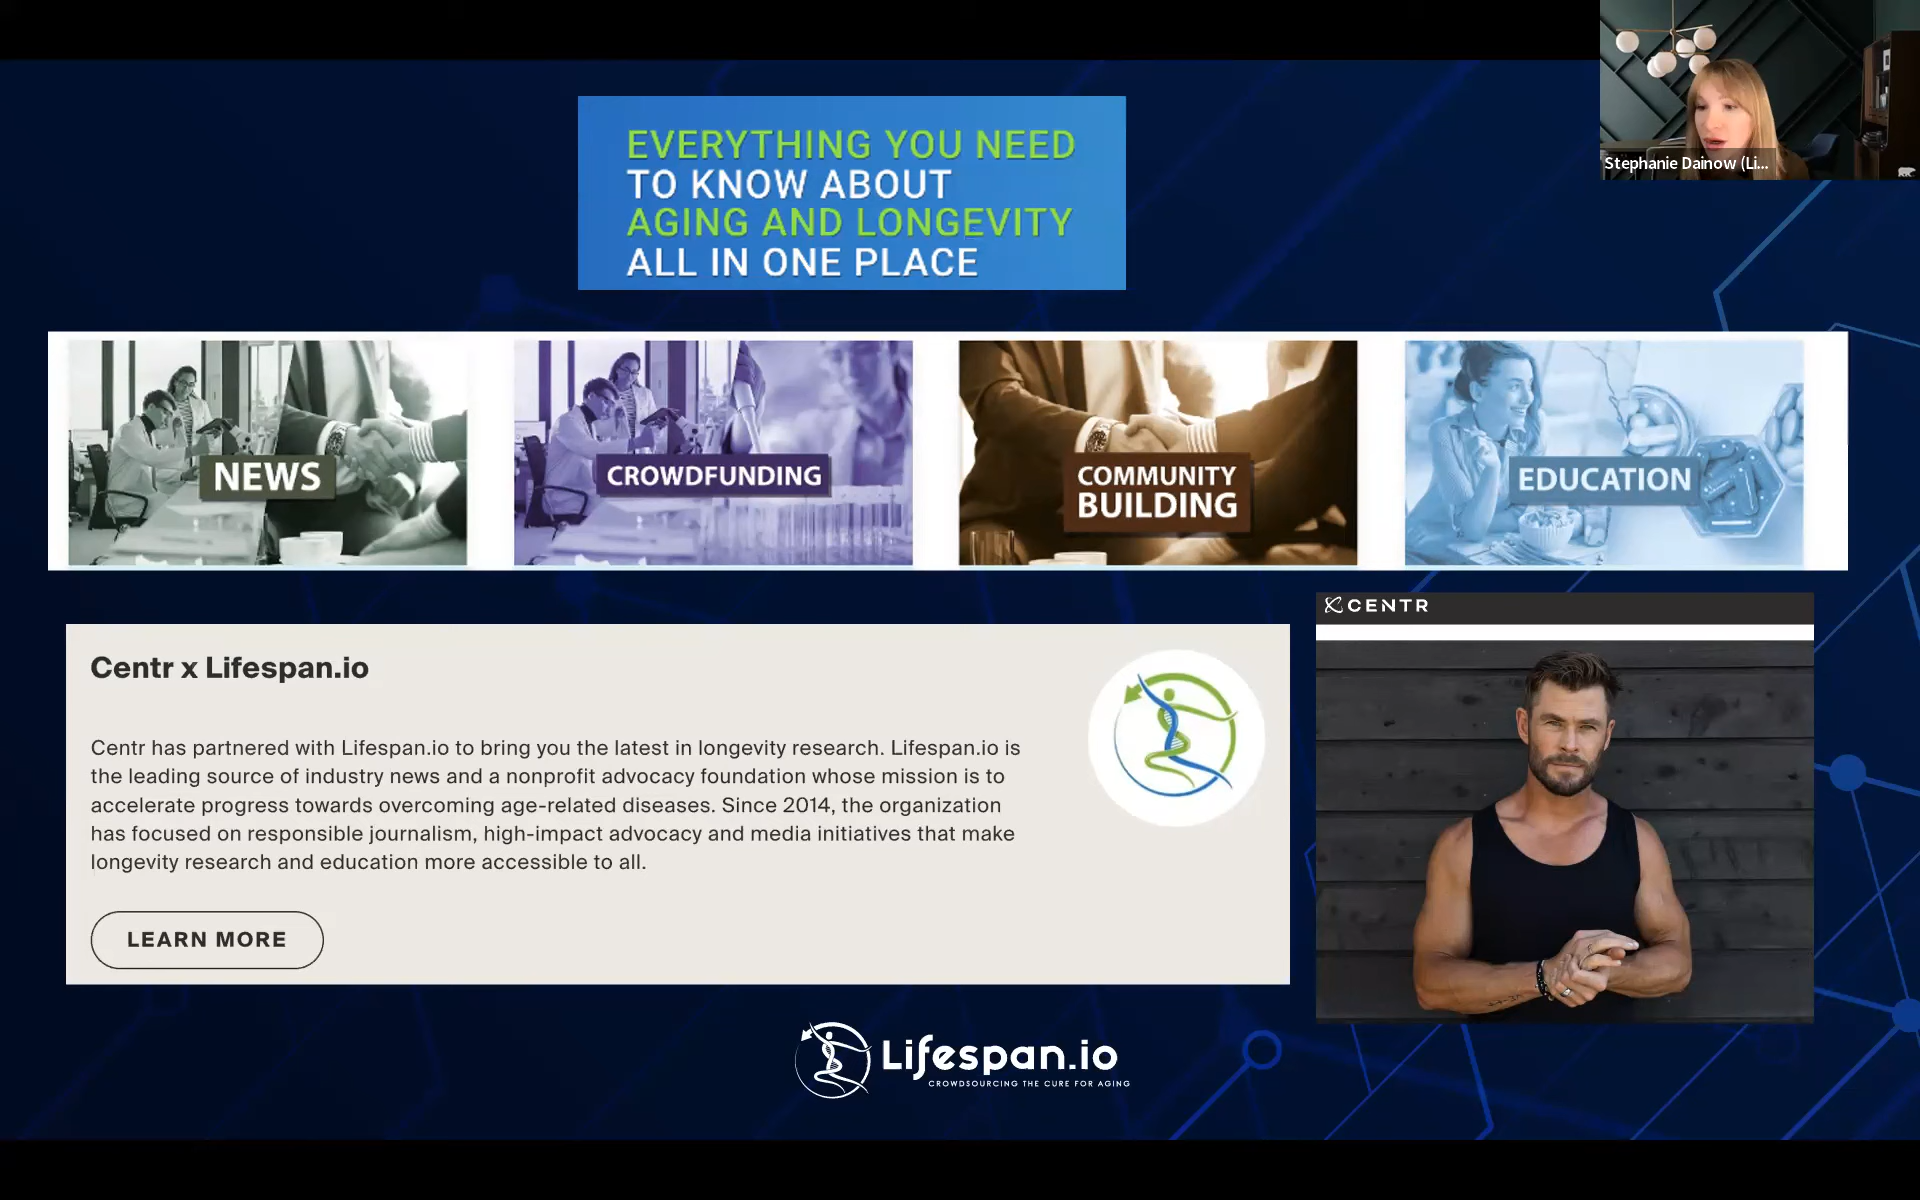 EVERYTHING YOU NEED
TO KNOW ABOUT
AGING AND LONGEVITY
ALL IN ONE PLACE
Stephanie Dainow (Li...
NEWS
CROWDFUNDING
COMMUNITY
BUILDING
EDUCATION
CENTR
Centr x Lifespan.io
Centr has partnered with Lifespan.io to bring you the latest in longevity research. Lifespan.io is
the leading source of industry news and a nonprofit advocacy foundation whose mission is to
accelerate progress towards overcoming age-related diseases. Since 2014, the organization
has focused on responsible journalism, high-impact advocacy and media initiatives that make
longevity research and education more accessible to all.
LEARN MORE
Lifespan.io
CROWDSOURCING THE CURE FOR AGING